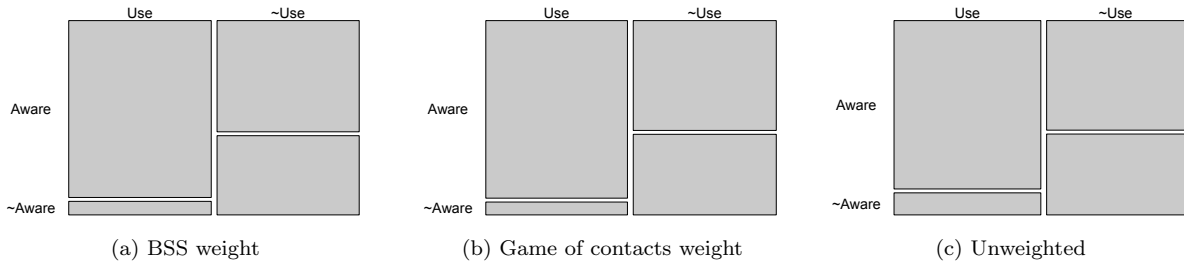 Use ~Use Use ~Use Use ~Use
Aware Aware Aware
~Aware ~Aware ~Aware
(a) BSS weight (b) Game of contacts weight (c) Unweighted